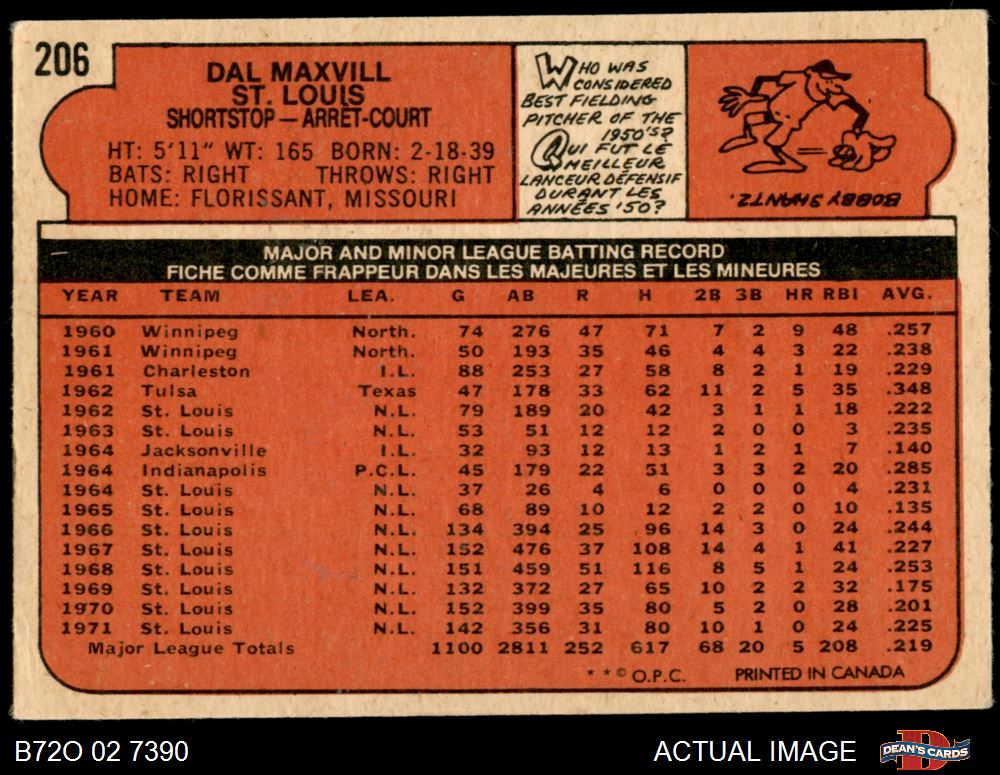 206
DAL MAXVILL
ST. LOUIS
SHORTSTOP — ARRÊT-COURT
HT: 5'11" WT: 165 BORN: 2-18-39
BATS: RIGHT THROWS: RIGHT
HOME: FLORISSANT, MISSOURI
WHO WAS
CONSIDERED
BEST FIELDING
PITCHER OF THE
1950'S?
QUI FUT LE
MEILLEUR
LANCEUR DÉFENSIF
DURANT LES
ANNÉES '50?
BOBBY SHANTZ.
MAJOR AND MINOR LEAGUE BATTING RECORD
FICHE COMME FRAPPEUR DANS LES MAJEURES ET LES MINEURES
YEAR TEAM LEA. G AB R H 2B 3B HR RBI AVG.
1960 Winnipeg North. 74 276 47 71 7 2 9 48 .257
1961 Winnipeg North. 50 193 35 46 4 4 3 22 .238
1961 Charleston I.L. 88 253 27 58 8 2 1 19 .229
1962 Tulsa Texas 47 178 33 62 11 2 5 35 .348
1962 St. Louis N.L. 79 189 20 42 3 1 1 18 .222
1963 St. Louis N.L. 53 51 12 12 2 0 0 3 .235
1964 Jacksonville I.L. 32 93 12 13 1 2 1 7 .140
1964 Indianapolis P.C.L. 45 179 22 51 3 3 2 20 .285
1964 St. Louis N.L. 37 26 4 6 0 0 0 4 .231
1965 St. Louis N.L. 68 89 10 12 2 2 0 10 .135
1966 St. Louis N.L. 134 394 25 96 14 3 0 24 .244
1967 St. Louis N.L. 152 476 37 108 14 4 1 41 .227
1968 St. Louis N.L. 151 459 51 116 8 5 1 24 .253
1969 St. Louis N.L. 132 372 27 65 10 2 2 32 .175
1970 St. Louis N.L. 152 399 35 80 5 2 0 28 .201
1971 St. Louis N.L. 142 356 31 80 10 1 0 24 .225
Major League Totals 1100 2811 252 617 68 20 5 208 .219
* * © O.P.C. PRINTED IN CANADA
B72O 02 7390 ACTUAL IMAGE DEAN'S CARDS